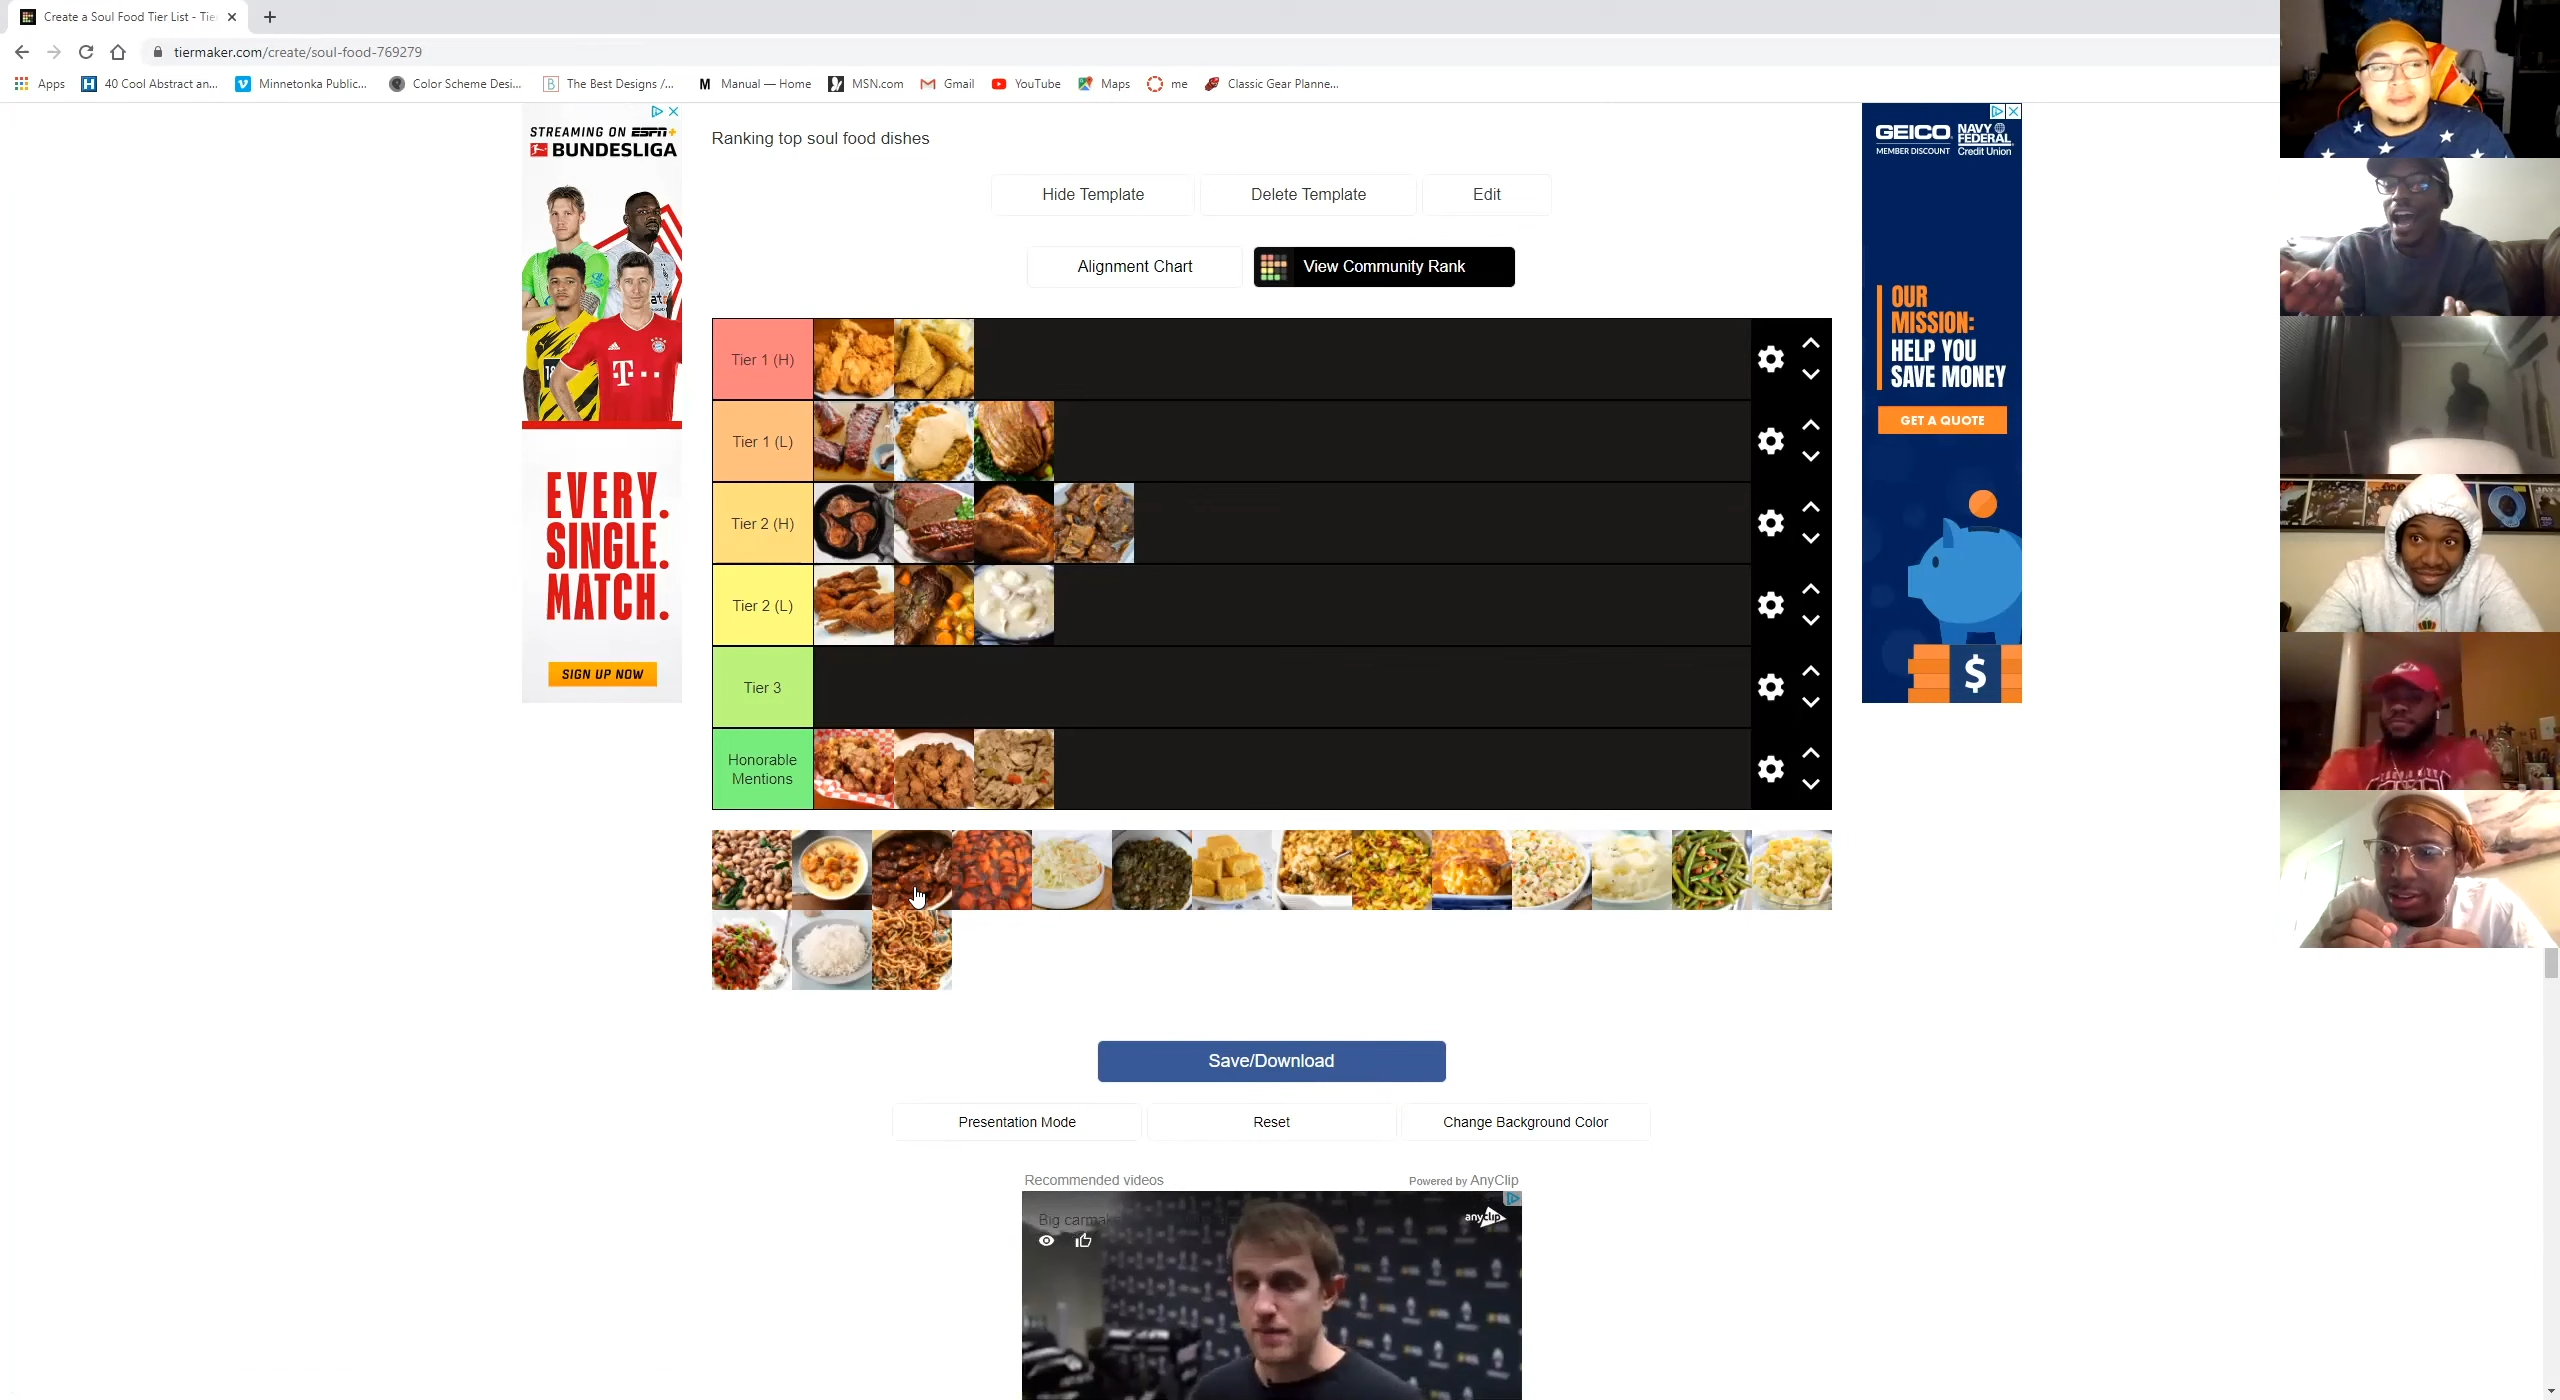 Create a Soul Food Tier List - Tie
tiermaker.com/create/soul-food-769279
Apps
40 Cool Abstract an...
Minnetonka Public...
Color Scheme Desi...
The Best Designs /...
M Manual — Home
MSN.com
Gmail
YouTube
Maps
me
Classic Gear Planne...
STREAMING ON ESPN+
BUNDESLIGA
EVERY.
SINGLE.
MATCH.
SIGN UP NOW
Ranking top soul food dishes
Hide Template
Delete Template
Edit
Alignment Chart
View Community Rank
Tier 1 (H)
Tier 1 (L)
Tier 2 (H)
Tier 2 (L)
Tier 3
Honorable
Mentions
Save/Download
Presentation Mode
Reset
Change Background Color
Recommended videos
Powered by AnyClip
Big carmak
anyclip
GEICO
MEMBER DISCOUNT
NAVY
FEDERAL
Credit Union
OUR
MISSION:
HELP YOU
SAVE MONEY
GET A QUOTE
$